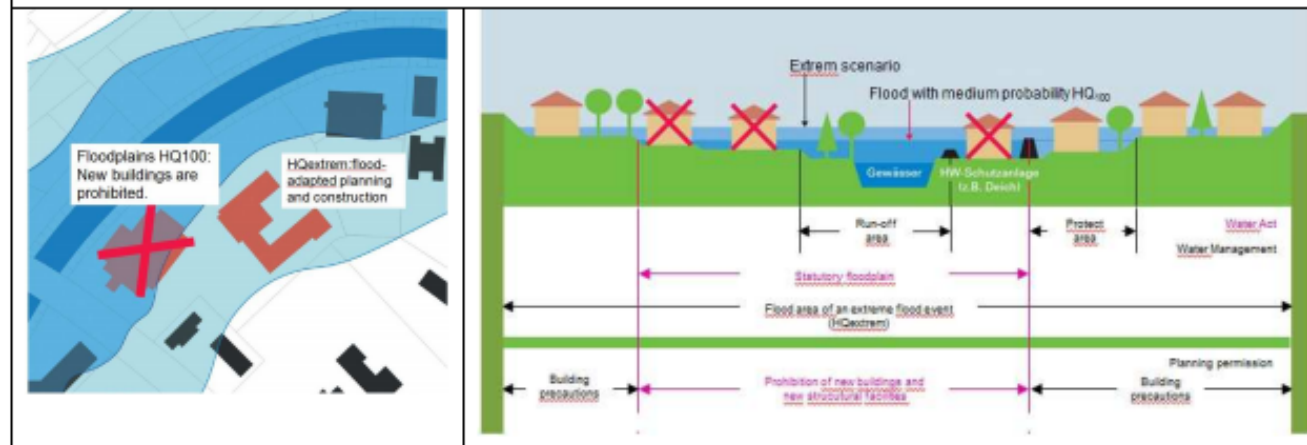 Floodplains HQ100:
New buildings are
prohibited.
HQextrem:flood-
adapted planning
and construction
Extrem scenario
Flood with medium probability HQ100
Gewässer
HW-Schutzanlage
(z.B. Deich)
Run-off
area
Protect
area
Water Act
Water Management
Statutory floodplain
Flood area of an extreme flood event
(HQextrem)
Planning permission
Building
precautions
Prohibition of new buildings and
new strucutural facilities
Building
precautions